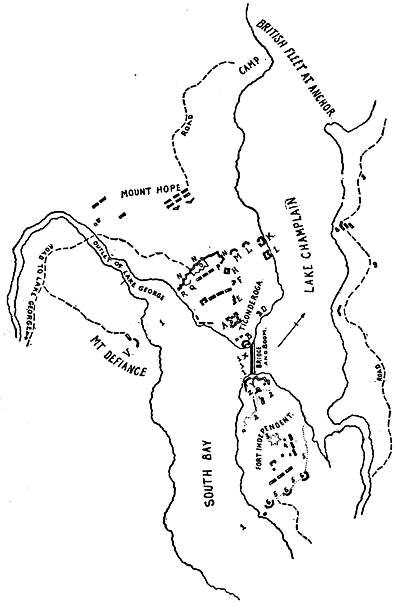 BRITISH FLEET AT ANCHOR
CAMP
ROAD
MOUNT HOPE
LAKE CHAMPLAIN
OUTLET OF LAKE GEORGE
ROAD TO LAKE GEORGE
TICONDEROGA
BRIDGE
AND BOOM.
MT DEFIANCE
ROAD
FORT INDEPENDENT.
SOUTH BAY